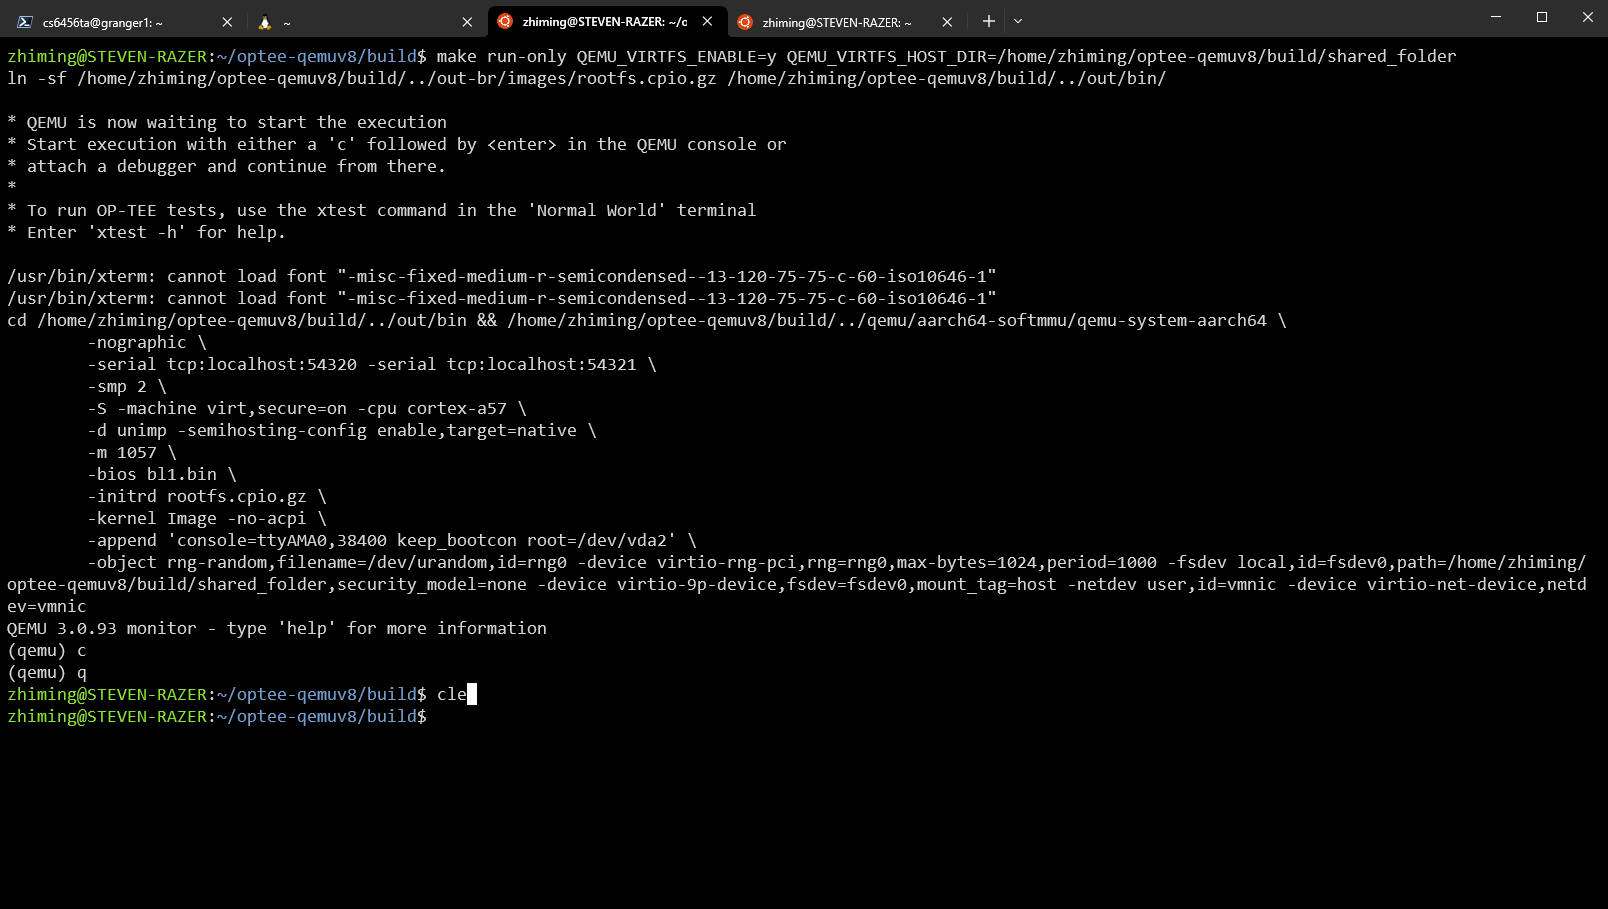 cs6456ta@granger1: ~
~
zhiming@STEVEN-RAZER: ~/o
zhiming@STEVEN-RAZER: ~
zhiming@STEVEN-RAZER:~/optee-qemuv8/build$ make run-only QEMU_VIRTFS_ENABLE=y QEMU_VIRTFS_HOST_DIR=/home/zhiming/optee-qemuv8/build/shared_folder
ln -sf /home/zhiming/optee-qemuv8/build/../out-br/images/rootfs.cpio.gz /home/zhiming/optee-qemuv8/build/../out/bin/
* QEMU is now waiting to start the execution
* Start execution with either a 'c' followed by <enter> in the QEMU console or
* attach a debugger and continue from there.
*
* To run OP-TEE tests, use the xtest command in the 'Normal World' terminal
* Enter 'xtest -h' for help.
/usr/bin/xterm: cannot load font "-misc-fixed-medium-r-semicondensed--13-120-75-75-c-60-iso10646-1"
/usr/bin/xterm: cannot load font "-misc-fixed-medium-r-semicondensed--13-120-75-75-c-60-iso10646-1"
cd /home/zhiming/optee-qemuv8/build/../out/bin && /home/zhiming/optee-qemuv8/build/../qemu/aarch64-softmmu/qemu-system-aarch64 \
-nographic \
-serial tcp:localhost:54320 -serial tcp:localhost:54321 \
-smp 2 \
-S -machine virt,secure=on -cpu cortex-a57 \
-d unimp -semihosting-config enable,target=native \
-m 1057 \
-bios bl1.bin \
-initrd rootfs.cpio.gz \
-kernel Image -no-acpi \
-append 'console=ttyAMA0,38400 keep_bootcon root=/dev/vda2' \
-object rng-random,filename=/dev/urandom,id=rng0 -device virtio-rng-pci,rng=rng0,max-bytes=1024,period=1000 -fsdev local,id=fsdev0,path=/home/zhiming/
optee-qemuv8/build/shared_folder,security_model=none -device virtio-9p-device,fsdev=fsdev0,mount_tag=host -netdev user,id=vmnic -device virtio-net-device,netd
ev=vmnic
QEMU 3.0.93 monitor - type 'help' for more information
(qemu) c
(qemu) q
zhiming@STEVEN-RAZER:~/optee-qemuv8/build$ cle
zhiming@STEVEN-RAZER:~/optee-qemuv8/build$